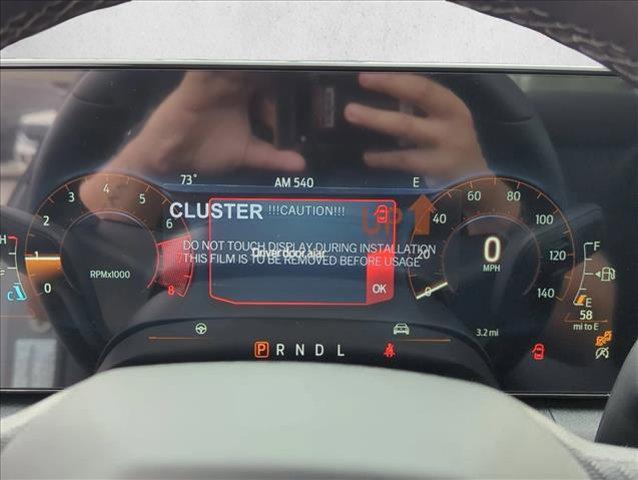 73° AM 540 E
CLUSTER !!!CAUTION!!! UP
DO NOT TOUCH DISPLAY DURING INSTALLATION
THIS FILM IS TO BE REMOVED BEFORE USAGE
Driver door ajar
OK
0 1 2 3 4 5 6 8
RPMx1000
0 20 40 60 80 100 120 140
0
MPH
H
C
F
E
58
mi to E
3.2 mi
P R N D L